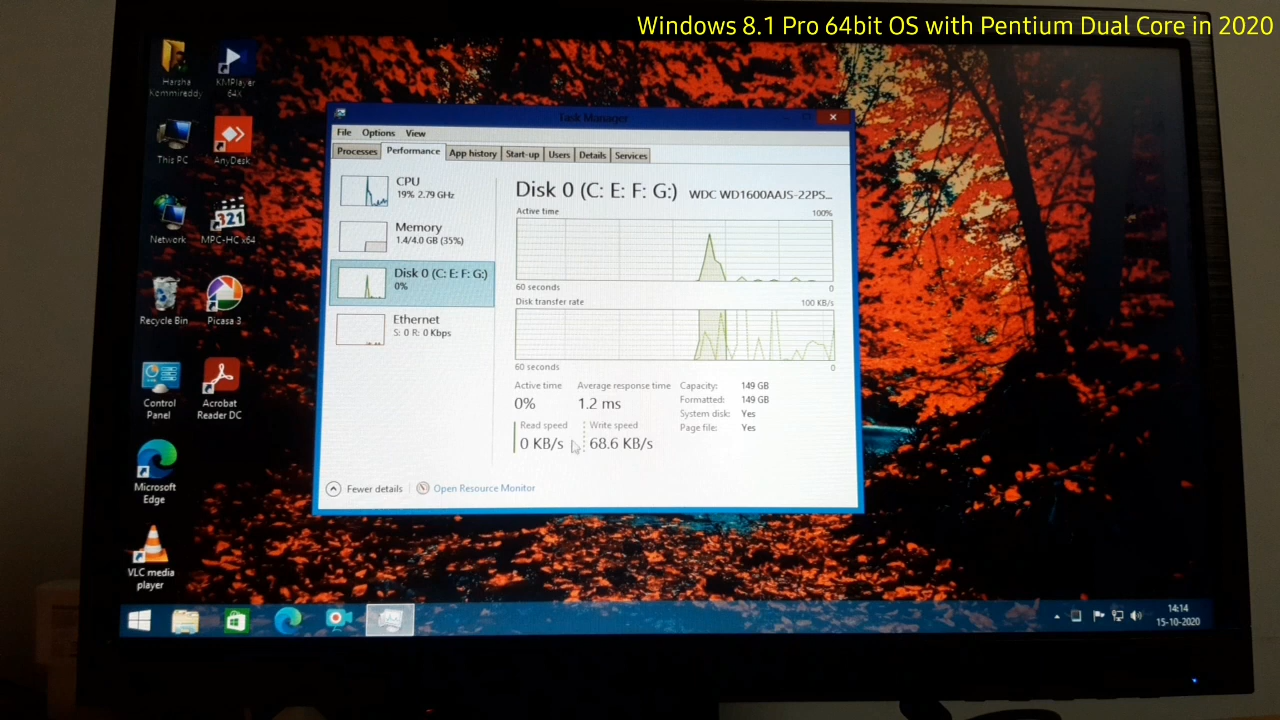 Windows 8.1 Pro 64bit OS with Pentium Dual Core in 2020
Harsha
Kommireddy
KMPlayer
64X
This PC
AnyDesk
Network
MPC-HC x64
321
Recycle Bin
Picasa 3
Control
Panel
Acrobat
Reader DC
Microsoft
Edge
VLC media
player
Task Manager
File Options View
Processes Performance App history Start-up Users Details Services
CPU
19% 2.79 GHz
Memory
1.4/4.0 GB (35%)
Disk 0 (C: E: F: G:)
0%
Ethernet
S: 0 R: 0 Kbps
Disk 0 (C: E: F: G:) WDC WD1600AAJS-22PS...
Active time 100%
60 seconds 0
Disk transfer rate 100 KB/s
60 seconds 0
Active time Average response time
0% 1.2 ms
Read speed Write speed
0 KB/s 68.6 KB/s
Capacity: 149 GB
Formatted: 149 GB
System disk: Yes
Page file: Yes
Fewer details Open Resource Monitor
14:14
15-10-2020